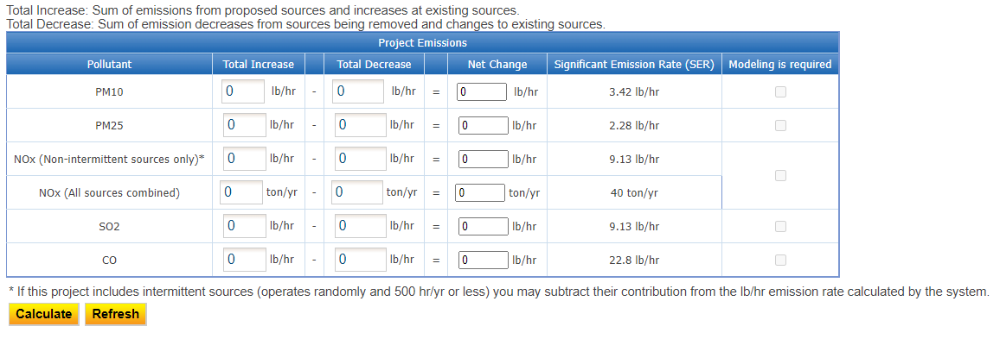 Total Increase: Sum of emissions from proposed sources and increases at existing sources.
Total Decrease: Sum of emission decreases from sources being removed and changes to existing sources.
Project Emissions
Pollutant Total Increase Total Decrease Net Change Significant Emission Rate (SER) Modeling is required
PM10 0 lb/hr - 0 lb/hr = 0 lb/hr 3.42 lb/hr
PM25 0 lb/hr - 0 lb/hr = 0 lb/hr 2.28 lb/hr
NOx (Non-intermittent sources only)* 0 lb/hr - 0 lb/hr = 0 lb/hr 9.13 lb/hr
NOx (All sources combined) 0 ton/yr - 0 ton/yr = 0 ton/yr 40 ton/yr
SO2 0 lb/hr - 0 lb/hr = 0 lb/hr 9.13 lb/hr
CO 0 lb/hr - 0 lb/hr = 0 lb/hr 22.8 lb/hr
* If this project includes intermittent sources (operates randomly and 500 hr/yr or less) you may subtract their contribution from the lb/hr emission rate calculated by the system.
Calculate Refresh